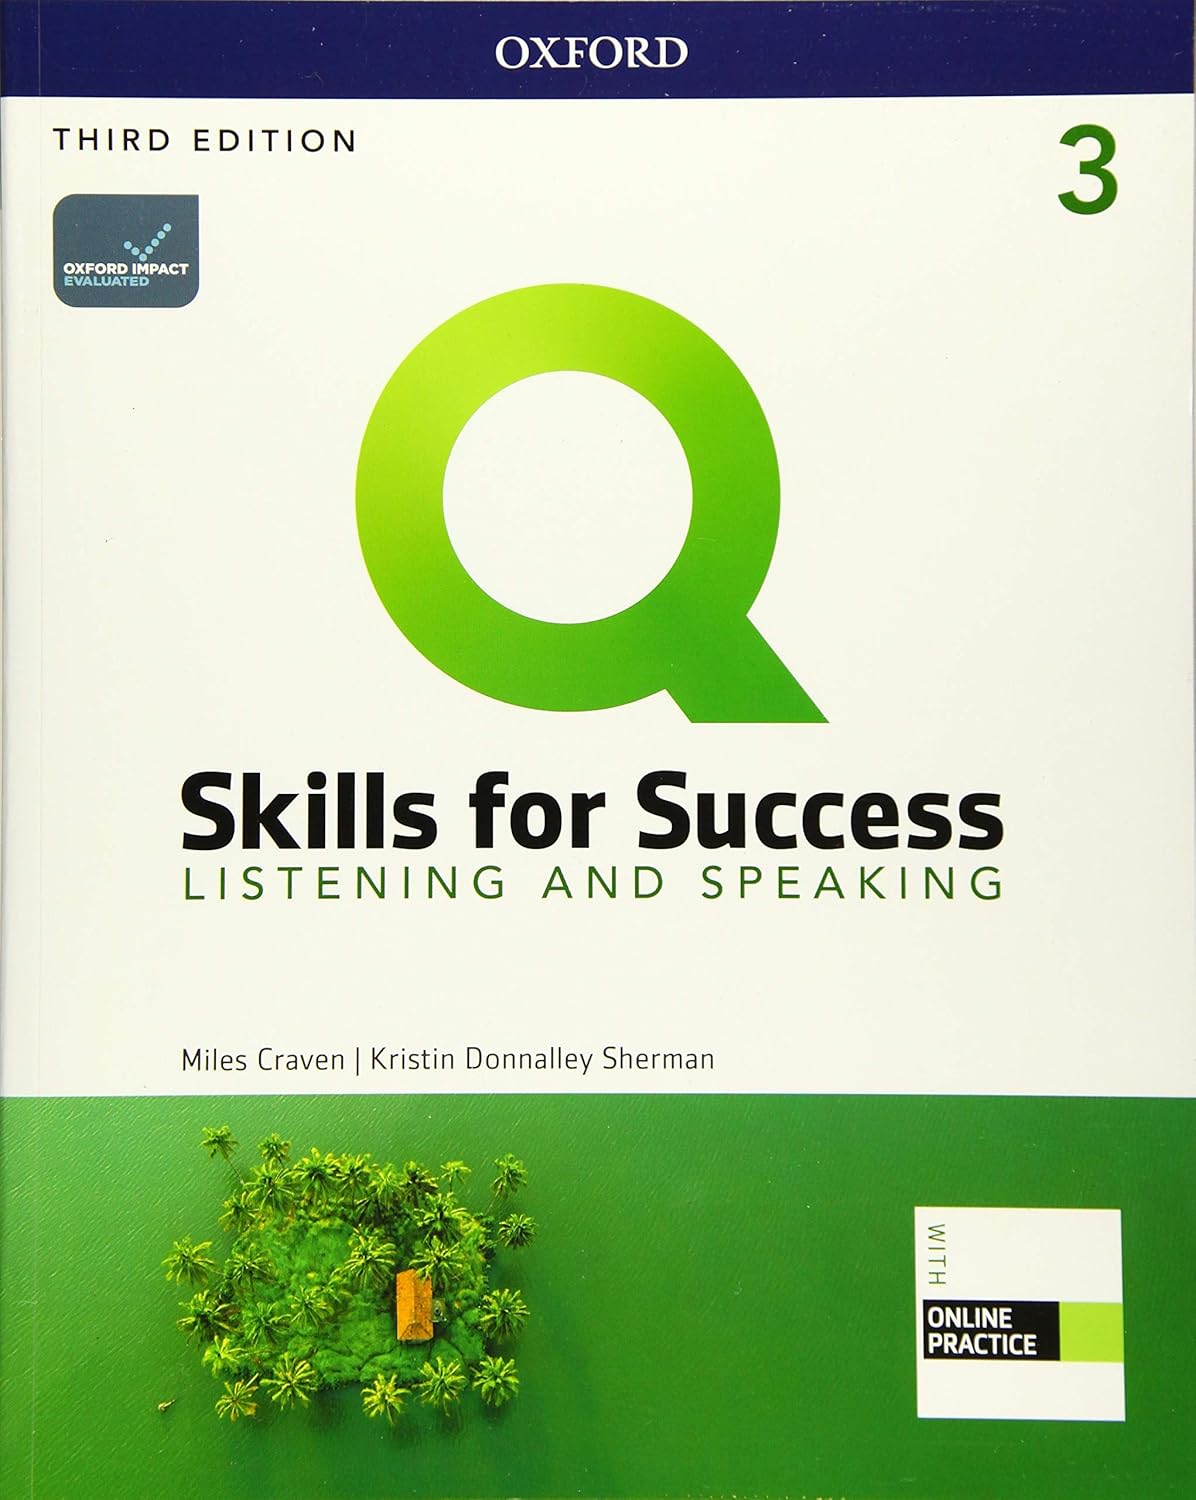 OXFORD
THIRD EDITION
3
OXFORD IMPACT
EVALUATED
Q
Skills for Success
LISTENING AND SPEAKING
Miles Craven | Kristin Donnalley Sherman
WITH
ONLINE
PRACTICE